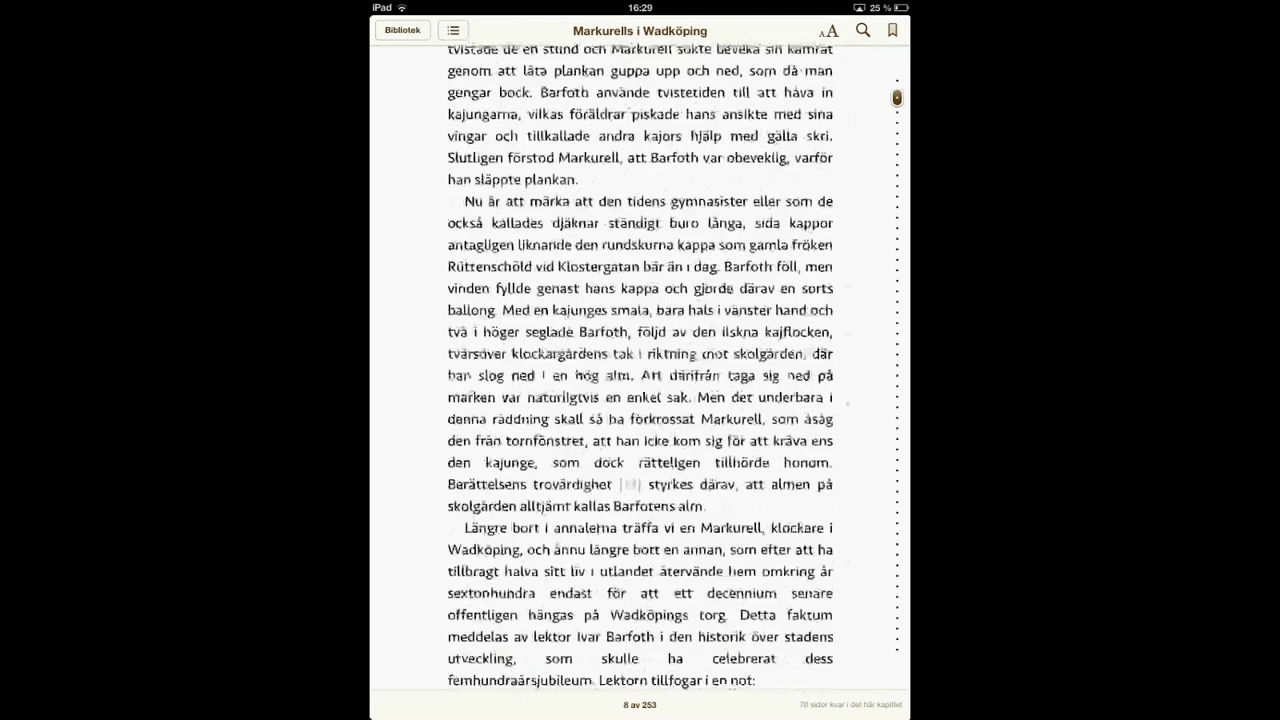 iPad 16:29 25 %
Bibliotek Markurells i Wadköping AA
tvistade de en stund och Markurell sökte beveka sin kamrat
genom att låta plankan guppa upp och ned, som då man
gengar bock. Barfoth använde tvistetiden till att håva in
kajungarna, vilkas föräldrar piskade hans ansikte med sina
vingar och tillkallade andra kajors hjälp med gälla skri.
Slutligen förstod Markurell, att Barfoth var obeveklig, varför
han släppte plankan.
Nu är att märka att den tidens gymnasister eller som de
också kallades djäknar ständigt buro långa, sida kappor
antagligen liknande den rundskurna kappa som gamla fröken
Rüttenschöld vid Klostergatan bär än i dag. Barfoth föll, men
vinden fyllde genast hans kappa och gjorde därav en sorts
ballong. Med en kajunges smala, bara hals i vänster hand och
två i höger seglade Barfoth, följd av den ilskna kajflocken,
tvärsöver klockargårdens tak i riktning mot skolgården, där
han slog ned i en hög alm. Att därifrån taga sig ned på
marken var naturligtvis en enkel sak. Men det underbara i
denna räddning skall så ha förkrossat Markurell, som åsåg
den från tornfönstret, att han icke kom sig för att kräva ens
den kajunge, som dock rätteligen tillhörde honom.
Berättelsens trovärdighet styrkes därav, att almen på
skolgården alltjämt kallas Barfotens alm.
Längre bort i annalerna träffa vi en Markurell, klockare i
Wadköping, och ännu längre bort en annan, som efter att ha
tillbragt halva sitt liv i utlandet återvände hem omkring år
sextonhundra endast för att ett decennium senare
offentligen hängas på Wadköpings torg. Detta faktum
meddelas av lektor Ivar Barfoth i den historik över stadens
utveckling, som skulle ha celebrerat dess
femhundraårsjubileum. Lektorn tillfogar i en not:
8 av 253 sidor kvar i det här kapitlet